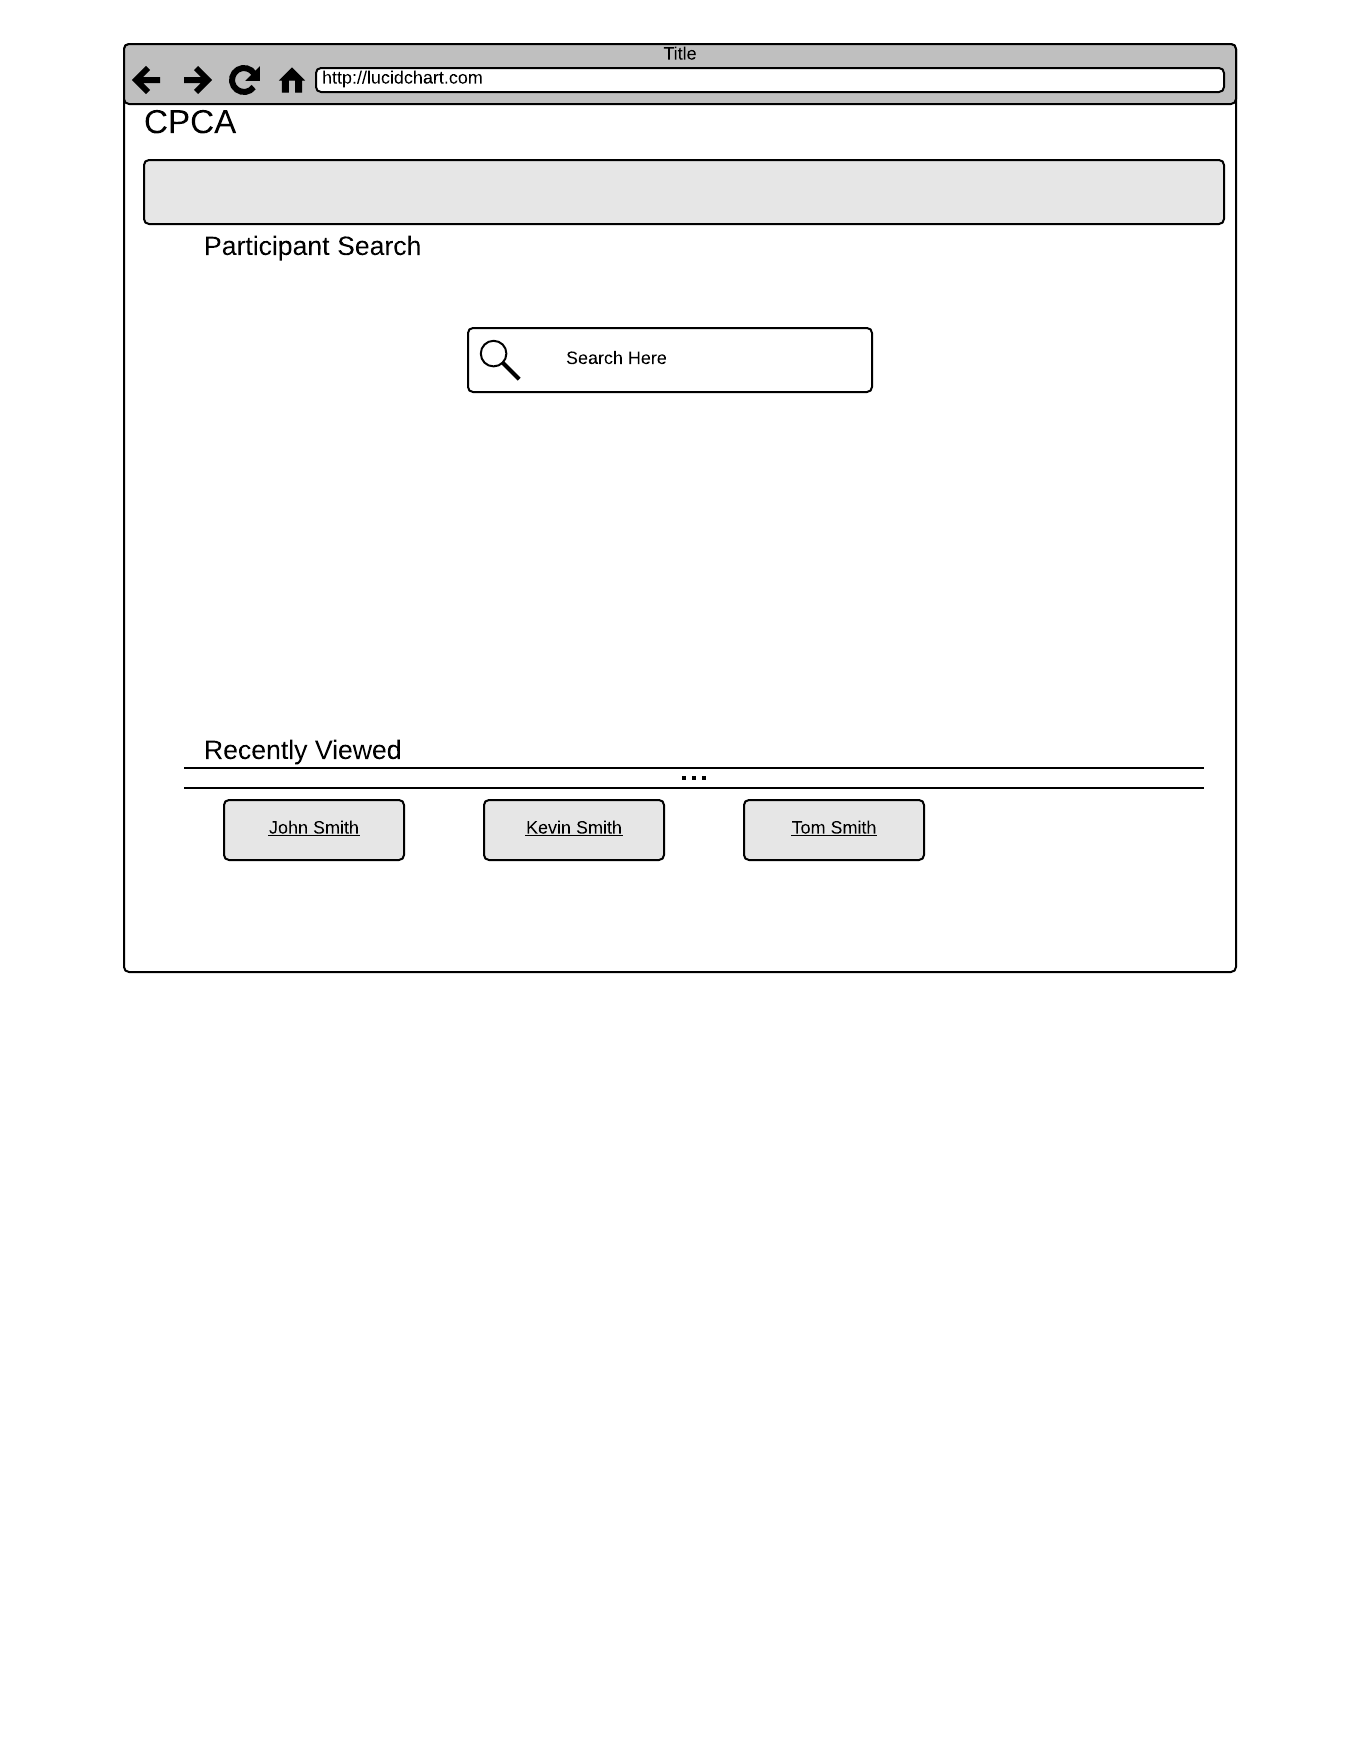 Title
http://lucidchart.com
CPCA
Participant Search
Search Here
Recently Viewed
John Smith
Kevin Smith
Tom Smith